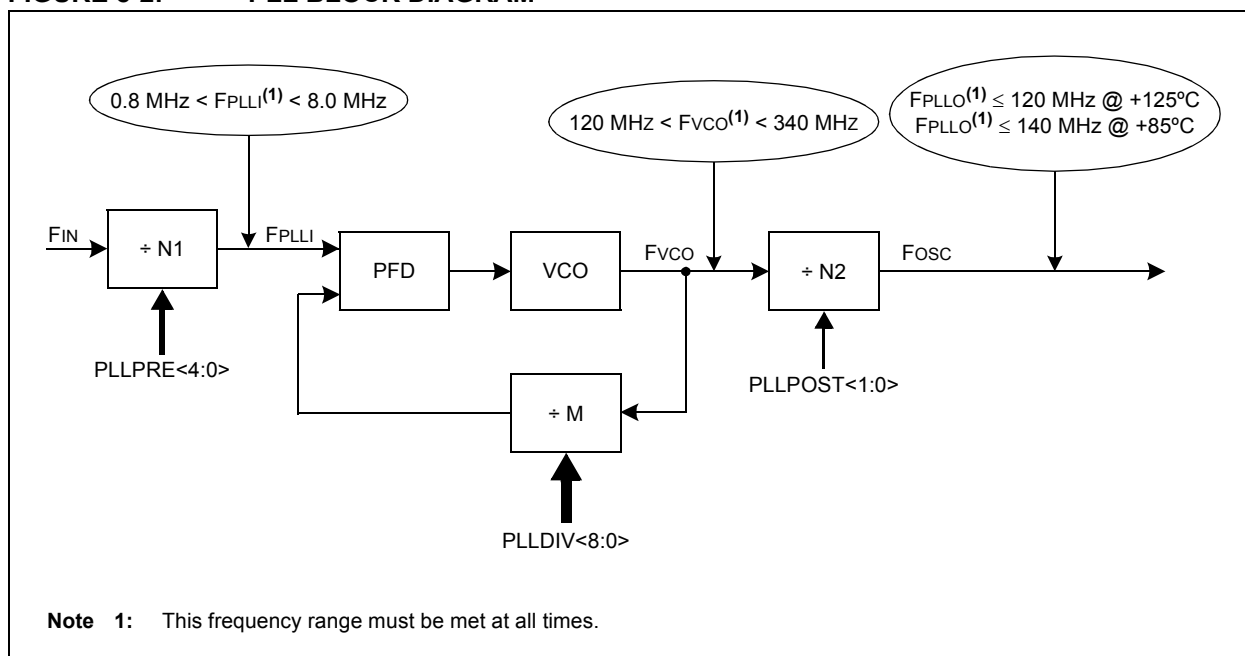 0.8 MHz < FPLLI(1) < 8.0 MHz
120 MHz < FVCO(1) < 340 MHz
FPLLO(1) ≤ 120 MHz @ +125ºC
FPLLO(1) ≤ 140 MHz @ +85ºC
FIN
÷ N1
FPLLI
PFD
VCO
FVCO
÷ N2
FOSC
PLLPRE<4:0>
PLLPOST<1:0>
÷ M
PLLDIV<8:0>
Note 1: This frequency range must be met at all times.